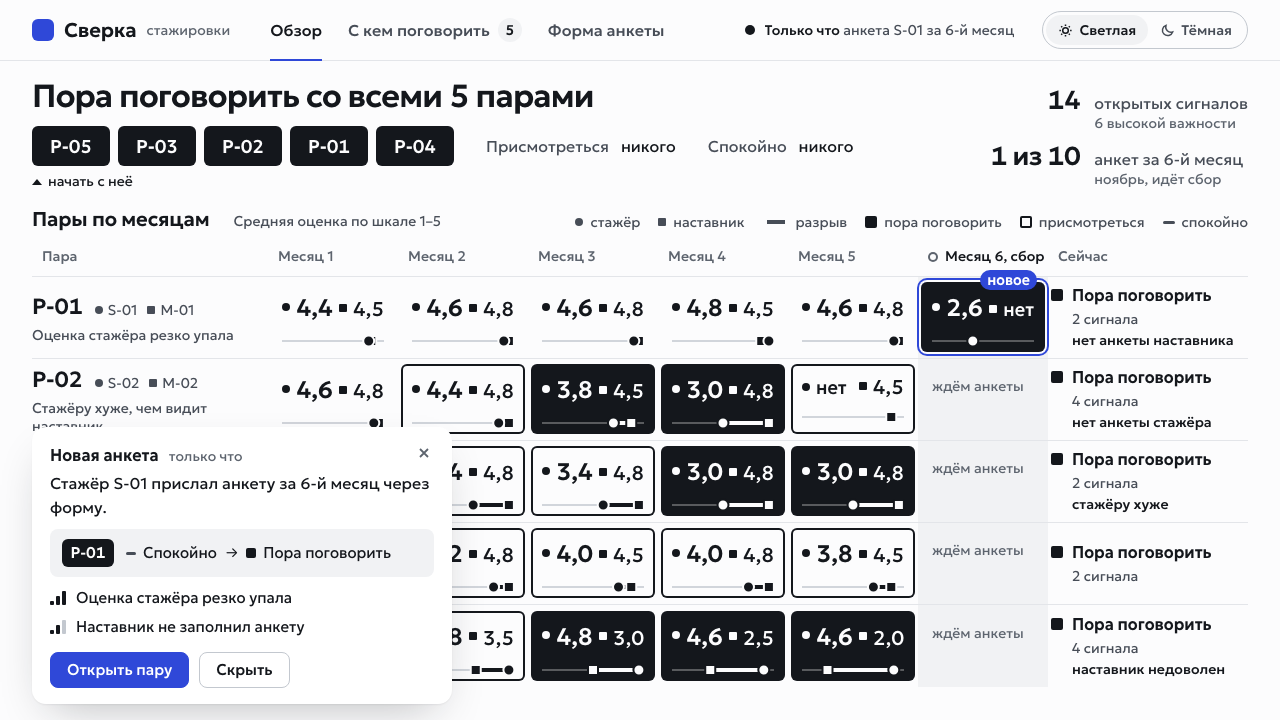 Сверка стажировки Обзор С кем поговорить 5 Форма анкеты Только что анкета S-01 за 6-й месяц Светлая Тёмная
Пора поговорить со всеми 5 парами
14 открытых сигналов
6 высокой важности
P-05 P-03 P-02 P-01 P-04 Присмотреться никого Спокойно никого
1 из 10 анкет за 6-й месяц
ноябрь, идёт сбор
начать с неё
Пары по месяцам Средняя оценка по шкале 1–5 стажёр наставник разрыв пора поговорить присмотреться спокойно
Пара Месяц 1 Месяц 2 Месяц 3 Месяц 4 Месяц 5 Месяц 6, сбор Сейчас
новое
P-01 S-01 M-01 4,4 4,5 4,6 4,8 4,6 4,8 4,8 4,5 4,6 4,8 2,6 нет Пора поговорить
Оценка стажёра резко упала 2 сигнала
нет анкеты наставника
P-02 S-02 M-02 4,6 4,8 4,4 4,8 3,8 4,5 3,0 4,8 нет 4,5 ждём анкеты Пора поговорить
Стажёру хуже, чем видит 4 сигнала
наставник нет анкеты стажёра
4 4,8 3,4 4,8 3,0 4,8 3,0 4,8 ждём анкеты Пора поговорить
2 сигнала
стажёру хуже
2 4,8 4,0 4,5 4,0 4,8 3,8 4,5 ждём анкеты Пора поговорить
2 сигнала
8 3,5 4,8 3,0 4,6 2,5 4,6 2,0 ждём анкеты Пора поговорить
4 сигнала
наставник недоволен
Новая анкета только что ×
Стажёр S-01 прислал анкету за 6-й месяц через
форму.
P-01 Спокойно → Пора поговорить
Оценка стажёра резко упала
Наставник не заполнил анкету
Открыть пару Скрыть